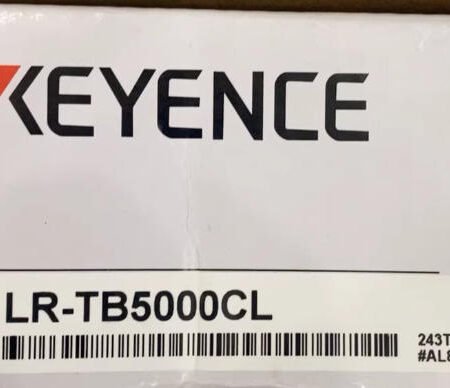 KEYENCE
LR-TB5000CL
243T
#AL8